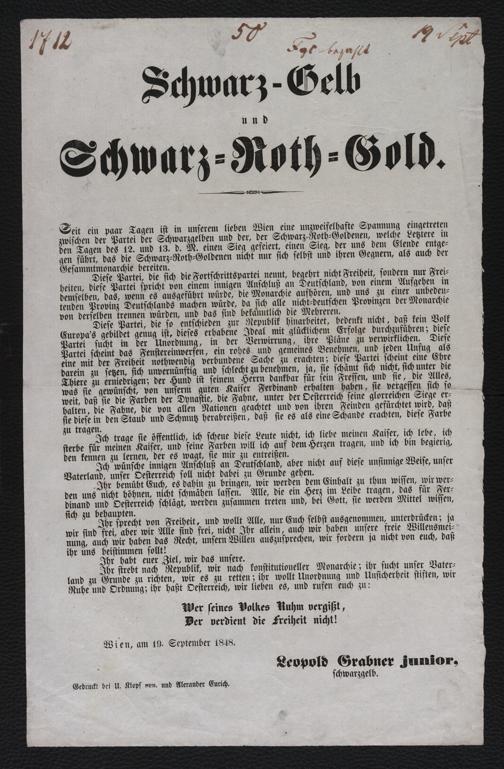 1712
50
19 Sept
Schwarz-Gelb
und
Schwarz-Roth-Gold.
Seit ein paar Tagen ist in unserem lieben Wien eine unzweifelhafte Spannung eingetreten
zwischen der Partei der Schwarzgelben und der, der Schwarz-Roth-Goldenen, welche Letztere in
den Tagen des 12. und 13. d. M. einen Sieg gefeiert, einen Sieg, der uns dem Elende entge-
gen führt, das die Schwarz-Roth-Goldenen nicht nur sich selbst und ihren Gegnern, als auch der
Gesammtmonarchie bereiten.
Diese Partei, die sich die Fortschrittspartei nennt, begehrt nicht Freiheit, sondern nur Frei-
heiten, diese Partei spricht von einem innigen Anschluß an Deutschland, von einem Aufgeben in
demselben, das, wenn es ausgeführt würde, die Monarchie aufhören, und uns zu einer unbedeu-
tenden Provinz Deutschlands machen würde, da sich alle nicht-deutschen Provinzen der Monarchie
von derselben trennen würden, und das sind bekanntlich die Mehreren.
Diese Partei, die so entschieden zur Republik hinarbeitet, bedenkt nicht, daß kein Volk
Europa's gebildet genug ist, dieses erhabene Ideal mit glücklichem Erfolge durchzuführen; diese
Partei sucht in der Unordnung, in der Verwirrung, ihre Pläne zu verwirklichen. Diese
Partei scheint das Fenstereinwerfen, ein rohes und gemeines Benehmen, und jeden Unfug als
eine mit der Freiheit nothwendig verbundene Sache zu erachten; diese Partei scheint eine Ehre
darein zu setzen, sich unvernünftig und schlecht zu benehmen, ja, sie schämt sich nicht, sich unter die
Thiere zu erniedrigen; der Hund ist seinem Herrn dankbar für sein Fressen, und sie, die Alles,
was sie gewünscht, von unserm guten Kaiser Ferdinand erhalten haben, sie vergessen sich so
weit, daß sie die Farben der Dynastie, die Fahne, unter der Oesterreich seine glorreichen Siege er-
halten, die Fahne, die von allen Nationen geachtet und von ihren Feinden gefürchtet wird, daß
sie diese in den Staub und Schmutz herabreißen, daß sie es als eine Schande erachten, diese Farbe
zu tragen.
Ich trage sie öffentlich, ich scheue diese Leute nicht, ich liebe meinen Kaiser, ich lebe, ich
sterbe für meinen Kaiser, und seine Farben will ich auf dem Herzen tragen, und ich bin begierig,
den kennen zu lernen, der es wagt, sie mir zu entreißen.
Ich wünsche innigen Anschluß an Deutschland, aber nicht auf diese unsinnige Weise, unser
Vaterland, unser Oesterreich soll nicht dabei zu Grunde gehen.
Ihr bemüht Euch, es dahin zu bringen, wir werden dem Einhalt zu thun wissen, wir wer-
den uns nicht höhnen, nicht schmähen lassen. Alle, die ein Herz im Leibe tragen, das für Fer-
dinand und Oesterreich schlägt, werden zusammen treten und, bei Gott, sie werden Mittel wissen,
sich zu behaupten.
Ihr sprecht von Freiheit, und wollt Alle, nur Euch selbst ausgenommen, unterdrücken; ja
wir sind frei, aber wir Alle sind frei, nicht Ihr allein, auch wir haben unsere freie Willensmei-
nung, auch wir haben das Recht, unsern Willen auszusprechen, wir fordern ja nicht von euch, daß
ihr uns beistimmen sollt!
Ihr habt euer Ziel, wir das unsere.
Ihr strebt nach Republik, wir nach konstitutioneller Monarchie; ihr sucht unser Vater-
land zu Grunde zu richten, wir es zu retten; ihr wollt Unordnung und Unsicherheit stiften, wir
Ruhe und Ordnung; ihr haßt Oesterreich, wir lieben es, und rufen euch zu:
Wer seines Volkes Ruhm vergißt,
Der verdient die Freiheit nicht!
Wien, am 19. September 1848.
Leopold Grabner junior,
schwarzgelb.
Gedruckt bei U. Klopf sen. und Alexander Eurich.